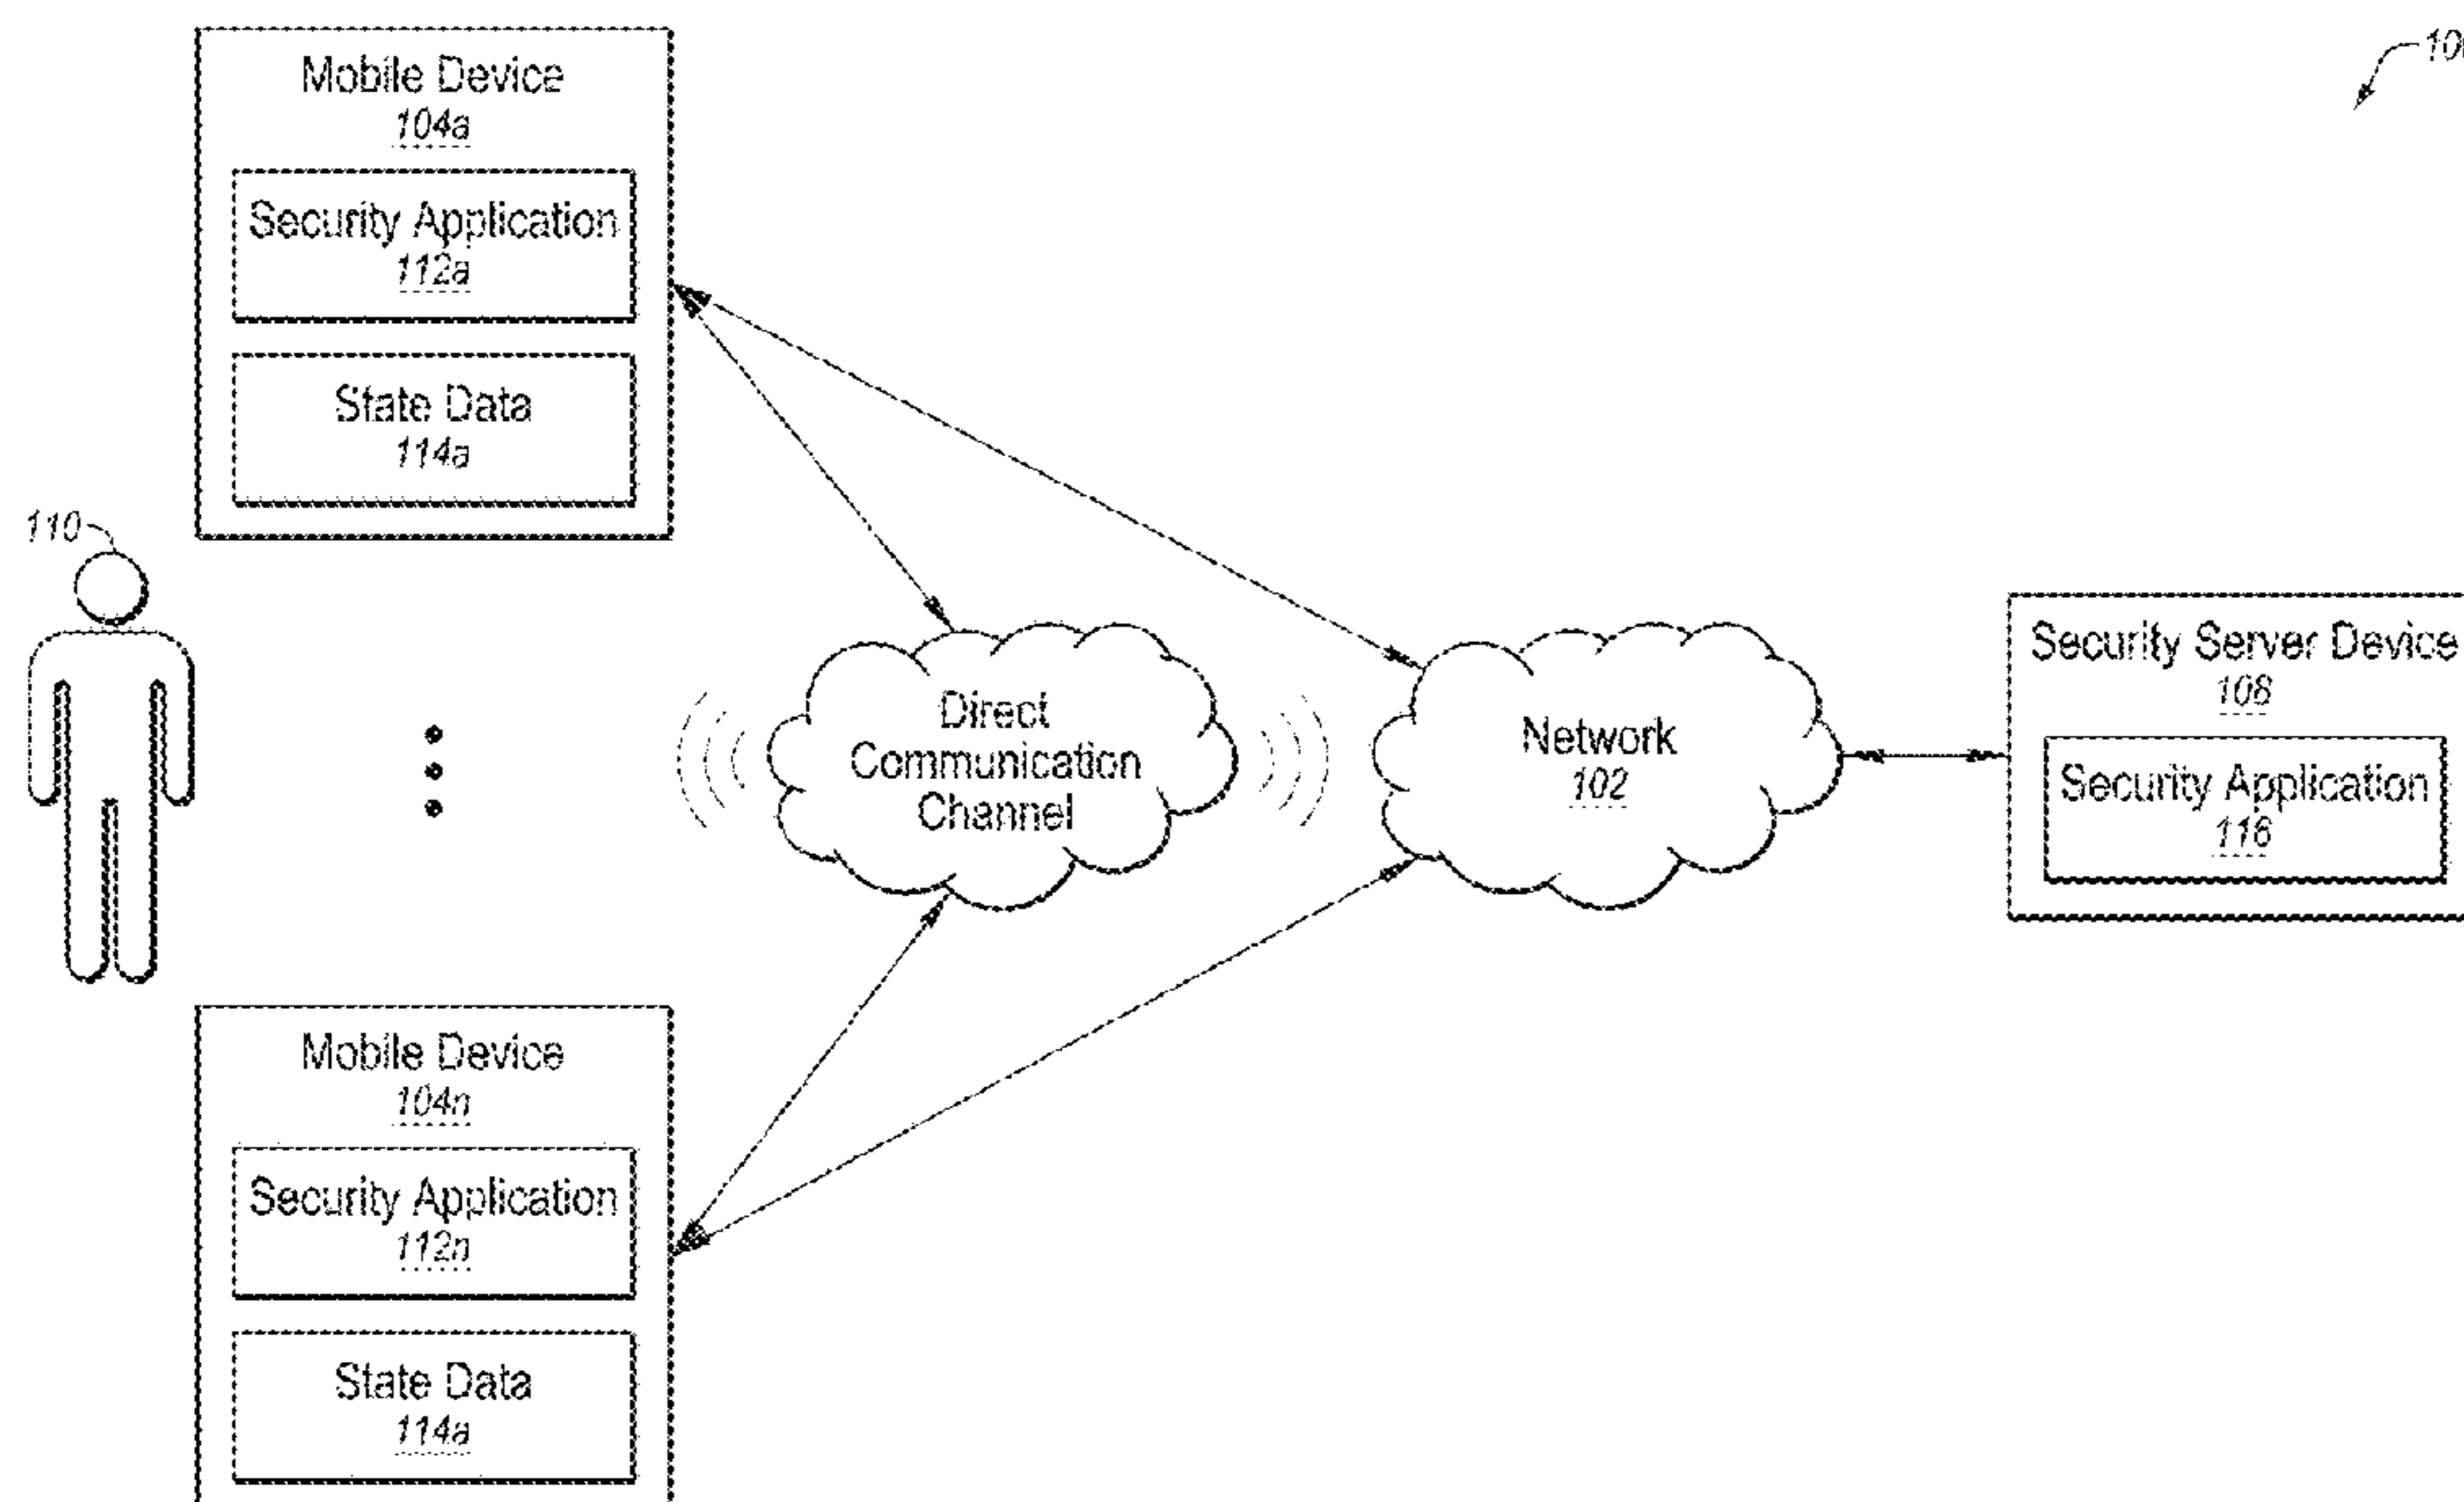 Mobile Device
104a
Security Application
112a
State Data
114a
110
Direct
Communication
Channel
Network
102
Security Server Device
108
Security Application
116
Mobile Device
104n
Security Application
112n
State Data
114a